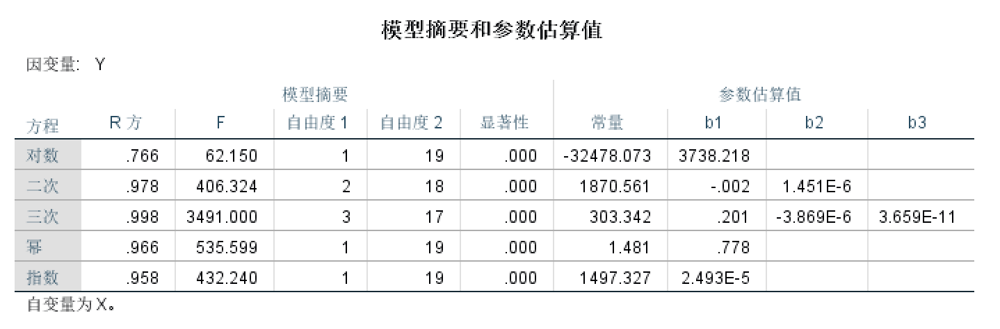 模型摘要和参数估算值
因变量: Y
模型摘要 参数估算值
方程 R 方 F 自由度 1 自由度 2 显著性 常量 b1 b2 b3
对数 .766 62.150 1 19 .000 -32478.073 3738.218
二次 .978 406.324 2 18 .000 1870.561 -.002 1.451E-6
三次 .998 3491.000 3 17 .000 303.342 .201 -3.869E-6 3.659E-11
幂 .966 535.599 1 19 .000 1.481 .778
指数 .958 432.240 1 19 .000 1497.327 2.493E-5
自变量为 X。